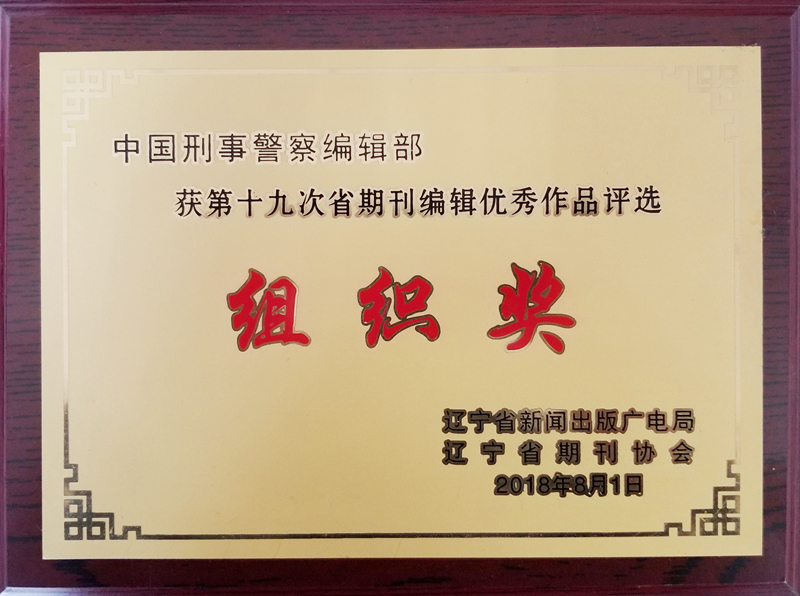 中国刑事警察编辑部
获第十九次省期刊编辑优秀作品评选
组织奖
辽宁省新闻出版广电局
辽宁省期刊协会
2018年8月1日